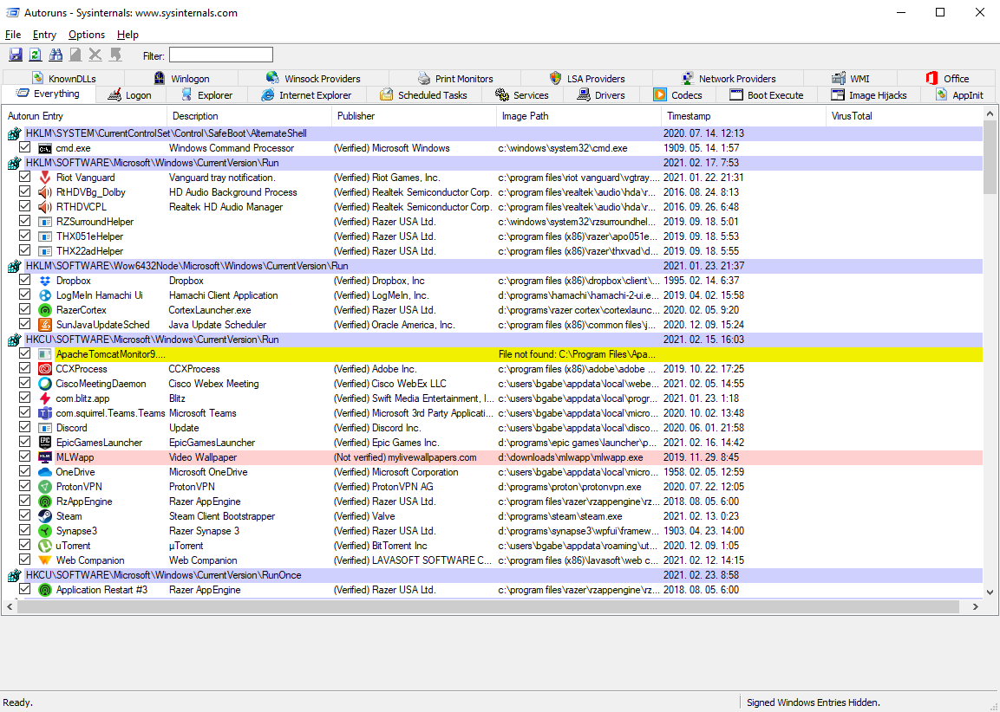 Autoruns - Sysinternals: www.sysinternals.com
File Entry Options Help
Filter:
KnownDLLs Winlogon Winsock Providers Print Monitors LSA Providers Network Providers WMI Office
Everything Logon Explorer Internet Explorer Scheduled Tasks Services Drivers Codecs Boot Execute Image Hijacks AppInit
Autorun Entry Description Publisher Image Path Timestamp VirusTotal
HKLM\SYSTEM\CurrentControlSet\Control\SafeBoot\AlternateShell 2020. 07. 14. 12:13
cmd.exe Windows Command Processor (Verified) Microsoft Windows c:\windows\system32\cmd.exe 1909. 05. 14. 1:57
HKLM\SOFTWARE\Microsoft\Windows\CurrentVersion\Run 2021. 02. 17. 7:53
Riot Vanguard Vanguard tray notification. (Verified) Riot Games, Inc. c:\program files\riot vanguard\vgtray.... 2021. 01. 22. 21:31
RtHDVBg_Dolby HD Audio Background Process (Verified) Realtek Semiconductor Corp. c:\program files\realtek\audio\hda\r... 2016. 08. 24. 8:13
RTHDVCPL Realtek HD Audio Manager (Verified) Realtek Semiconductor Corp. c:\program files\realtek\audio\hda\r... 2016. 09. 26. 6:48
RZSurroundHelper (Verified) Razer USA Ltd. c:\windows\system32\rzsurroundhel... 2019. 09. 18. 5:01
THX051eHelper (Verified) Razer USA Ltd. c:\program files (x86)\razer\apo051e... 2019. 09. 18. 5:53
THX22adHelper (Verified) Razer USA Ltd. c:\program files (x86)\razer\thxvad\d... 2019. 09. 18. 5:55
HKLM\SOFTWARE\Wow6432Node\Microsoft\Windows\CurrentVersion\Run 2021. 01. 23. 21:37
Dropbox Dropbox (Verified) Dropbox, Inc c:\program files (x86)\dropbox\client\... 1995. 02. 14. 6:37
LogMeIn Hamachi Ui Hamachi Client Application (Verified) LogMeIn, Inc. d:\programs\hamachi\hamachi-2-ui.e... 2019. 04. 02. 15:58
RazerCortex CortexLauncher.exe (Verified) Razer USA Ltd. d:\programs\razer cortex\cortexlaunc... 2020. 02. 05. 9:20
SunJavaUpdateSched Java Update Scheduler (Verified) Oracle America, Inc. c:\program files (x86)\common files\j... 2020. 12. 09. 15:24
HKCU\SOFTWARE\Microsoft\Windows\CurrentVersion\Run 2021. 02. 15. 16:03
ApacheTomcatMonitor9.... File not found: C:\Program Files\Apa...
CCXProcess CCXProcess (Verified) Adobe Inc. c:\program files (x86)\adobe\adobe ... 2019. 10. 22. 17:25
CiscoMeetingDaemon Cisco Webex Meeting (Verified) Cisco WebEx LLC c:\users\bgabe\appdata\local\webe... 2021. 02. 05. 14:55
com.blitz.app Blitz (Verified) Swift Media Entertainment, I... c:\users\bgabe\appdata\local\progr... 2021. 01. 23. 1:18
com.squirrel.Teams.Teams Microsoft Teams (Verified) Microsoft 3rd Party Applicati... c:\users\bgabe\appdata\local\micro... 2020. 10. 02. 13:48
Discord Update (Verified) Discord Inc. c:\users\bgabe\appdata\local\disco... 2020. 06. 01. 21:58
EpicGamesLauncher EpicGamesLauncher (Verified) Epic Games Inc. d:\programs\epic games\launcher\p... 2021. 02. 16. 14:42
MLWapp Video Wallpaper (Not verified) mylivewallpapers.com d:\downloads\mlwapp\mlwapp.exe 2019. 11. 29. 8:45
OneDrive Microsoft OneDrive (Verified) Microsoft Corporation c:\users\bgabe\appdata\local\micro... 1958. 02. 05. 12:59
ProtonVPN ProtonVPN (Verified) ProtonVPN AG d:\programs\proton\protonvpn.exe 2020. 07. 22. 12:05
RzAppEngine Razer AppEngine (Verified) Razer USA Ltd. c:\program files\razer\rzappengine\rz... 2018. 08. 05. 6:00
Steam Steam Client Bootstrapper (Verified) Valve d:\programs\steam\steam.exe 2021. 02. 13. 0:23
Synapse3 Razer Synapse 3 (Verified) Razer USA Ltd. d:\programs\synapse3\wpfui\framew... 1903. 04. 23. 14:00
uTorrent µTorrent (Verified) BitTorrent Inc c:\users\bgabe\appdata\roaming\ut... 2020. 12. 09. 1:05
Web Companion Web Companion (Verified) LAVASOFT SOFTWARE C... c:\program files (x86)\lavasoft\web c... 2021. 02. 12. 14:15
HKCU\SOFTWARE\Microsoft\Windows\CurrentVersion\RunOnce 2021. 02. 23. 8:58
Application Restart #3 Razer AppEngine (Verified) Razer USA Ltd. c:\program files\razer\rzappengine\rz... 2018. 08. 05. 6:00
Ready. Signed Windows Entries Hidden.